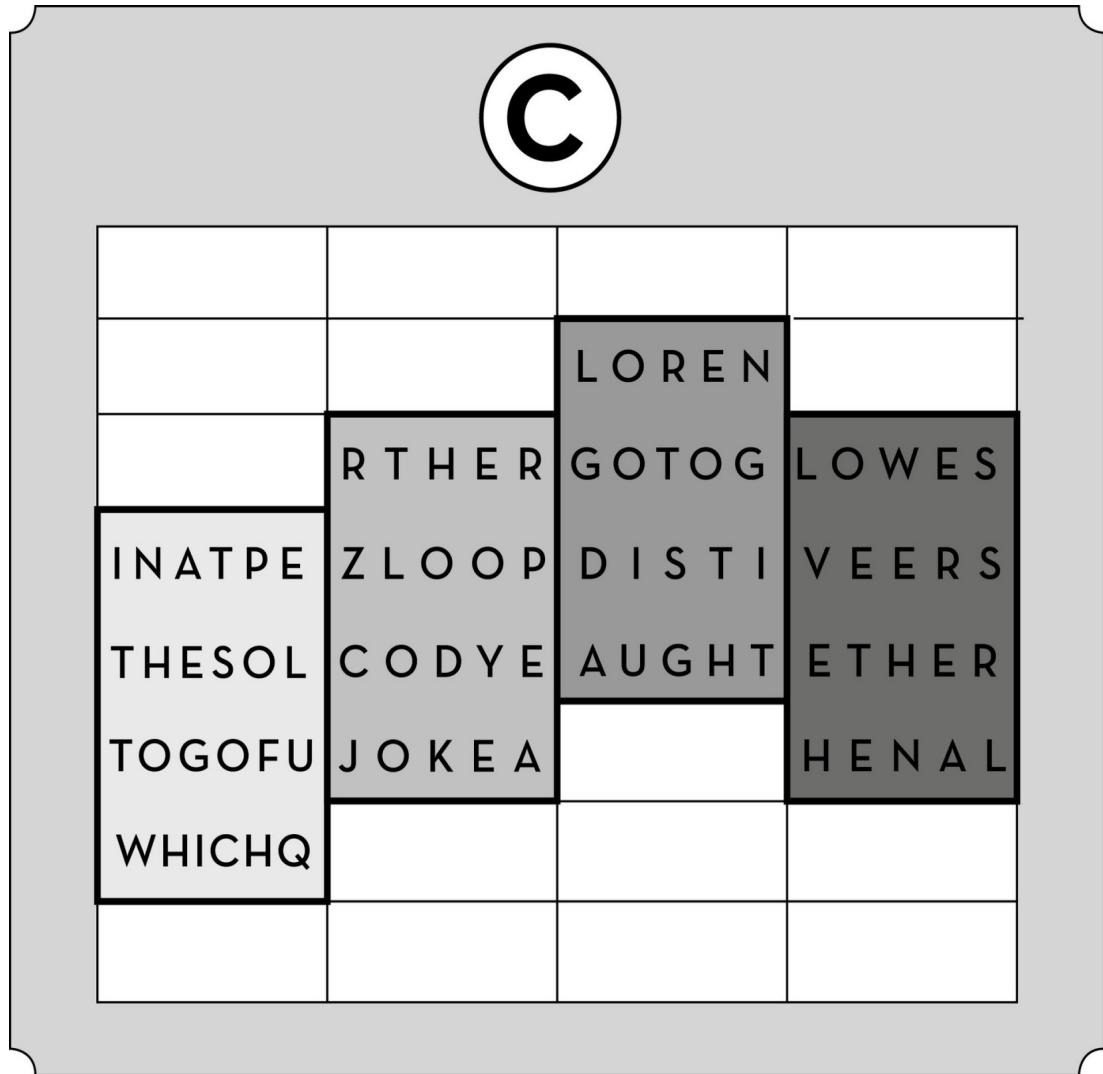 C
LOREN
RTHER GOTOG LOWES
INATPE ZLOOP DISTI VEERS
THESOL CODYE AUGHT ETHER
TOGOFU JOKEA HENAL
WHICHQ